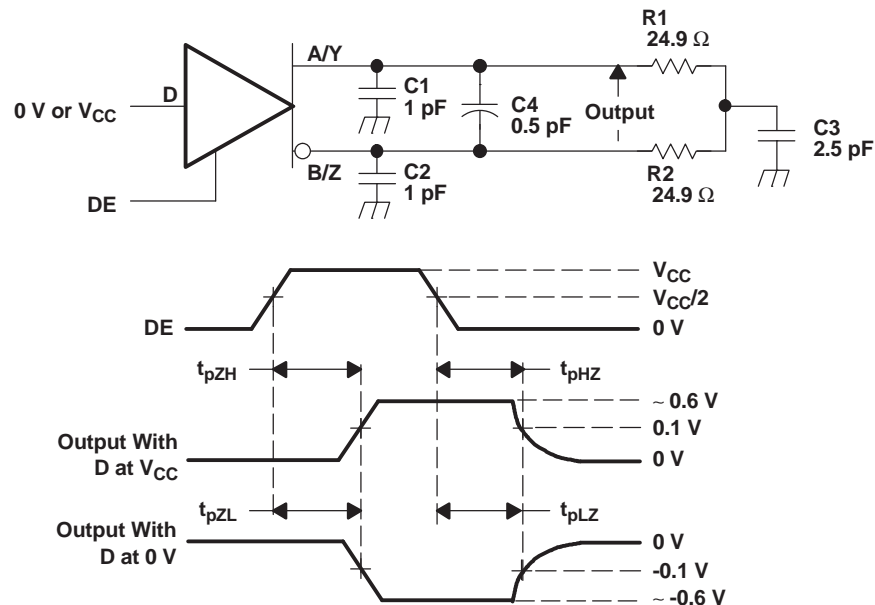 R1
24.9 Ω
A/Y
D
C1
1 pF
C4
0.5 pF
Output
0 V or VCC
C3
2.5 pF
B/Z
C2
1 pF
R2
24.9 Ω
DE
VCC
VCC/2
DE
0 V
tpZH
tpHZ
~ 0.6 V
0.1 V
Output With
D at VCC
0 V
tpZL
tpLZ
Output With
D at 0 V
0 V
-0.1 V
~ -0.6 V